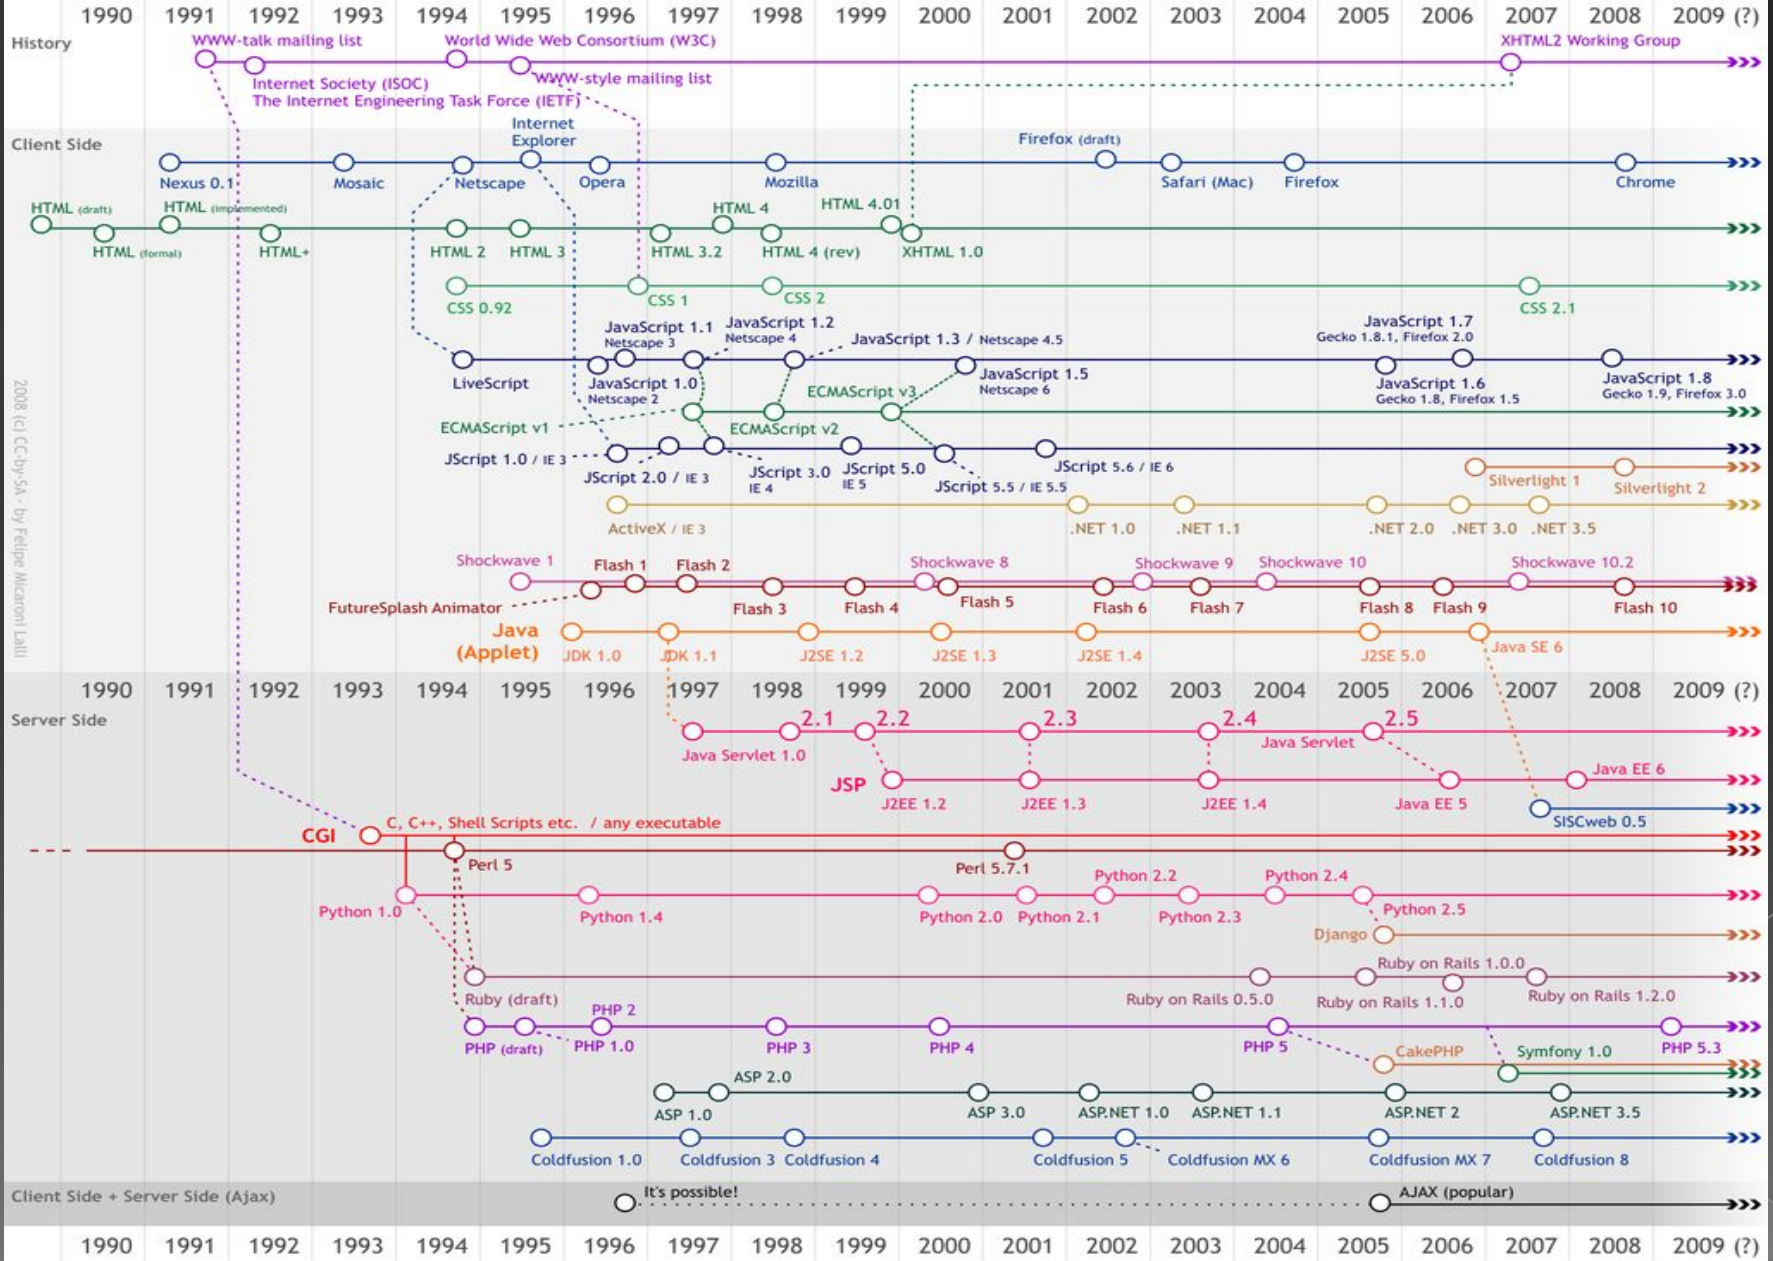 1990 1991 1992 1993 1994 1995 1996 1997 1998 1999 2000 2001 2002 2003 2004 2005 2006 2007 2008 2009 (?)
History
WWW-talk mailing list
World Wide Web Consortium (W3C)
XHTML2 Working Group
Internet Society (ISOC)
The Internet Engineering Task Force (IETF)
WWW-style mailing list
Client Side
Internet
Explorer
Firefox (draft)
Nexus 0.1
Mosaic
Netscape
Opera
Mozilla
Safari (Mac)
Firefox
Chrome
HTML (draft)
HTML (implemented)
HTML 4
HTML 4.01
HTML (formal)
HTML+
HTML 2
HTML 3
HTML 3.2
HTML 4 (rev)
XHTML 1.0
CSS 0.92
CSS 1
CSS 2
CSS 2.1
JavaScript 1.1
Netscape 3
JavaScript 1.2
Netscape 4
JavaScript 1.3 / Netscape 4.5
JavaScript 1.7
Gecko 1.8.1, Firefox 2.0
LiveScript
JavaScript 1.0
Netscape 2
ECMAScript v3
JavaScript 1.5
Netscape 6
JavaScript 1.6
Gecko 1.8, Firefox 1.5
JavaScript 1.8
Gecko 1.9, Firefox 3.0
ECMAScript v1
ECMAScript v2
JScript 1.0 / IE 3
JScript 2.0 / IE 3
JScript 3.0
IE 4
JScript 5.0
IE 5
JScript 5.5 / IE 5.5
JScript 5.6 / IE 6
Silverlight 1
Silverlight 2
ActiveX / IE 3
.NET 1.0
.NET 1.1
.NET 2.0
.NET 3.0
.NET 3.5
Shockwave 1
Flash 1
Flash 2
Shockwave 8
Shockwave 9
Shockwave 10
Shockwave 10.2
FutureSplash Animator
Flash 3
Flash 4
Flash 5
Flash 6
Flash 7
Flash 8
Flash 9
Flash 10
Java
(Applet)
JDK 1.0
JDK 1.1
J2SE 1.2
J2SE 1.3
J2SE 1.4
J2SE 5.0
Java SE 6
2008 (c) CC-by-SA - by Felipe Micaroni Lalli
1990 1991 1992 1993 1994 1995 1996 1997 1998 1999 2000 2001 2002 2003 2004 2005 2006 2007 2008 2009 (?)
Server Side
2.1
2.2
2.3
2.4
2.5
Java Servlet 1.0
Java Servlet
JSP
J2EE 1.2
J2EE 1.3
J2EE 1.4
Java EE 5
Java EE 6
SISCweb 0.5
CGI
C, C++, Shell Scripts etc. / any executable
Perl 5
Perl 5.7.1
Python 1.0
Python 1.4
Python 2.0
Python 2.1
Python 2.2
Python 2.3
Python 2.4
Python 2.5
Django
Ruby (draft)
Ruby on Rails 0.5.0
Ruby on Rails 1.0.0
Ruby on Rails 1.1.0
Ruby on Rails 1.2.0
PHP (draft)
PHP 1.0
PHP 2
PHP 3
PHP 4
PHP 5
PHP 5.3
CakePHP
Symfony 1.0
ASP 1.0
ASP 2.0
ASP 3.0
ASP.NET 1.0
ASP.NET 1.1
ASP.NET 2
ASP.NET 3.5
Coldfusion 1.0
Coldfusion 3
Coldfusion 4
Coldfusion 5
Coldfusion MX 6
Coldfusion MX 7
Coldfusion 8
Client Side + Server Side (Ajax)
It's possible!
AJAX (popular)
1990 1991 1992 1993 1994 1995 1996 1997 1998 1999 2000 2001 2002 2003 2004 2005 2006 2007 2008 2009 (?)